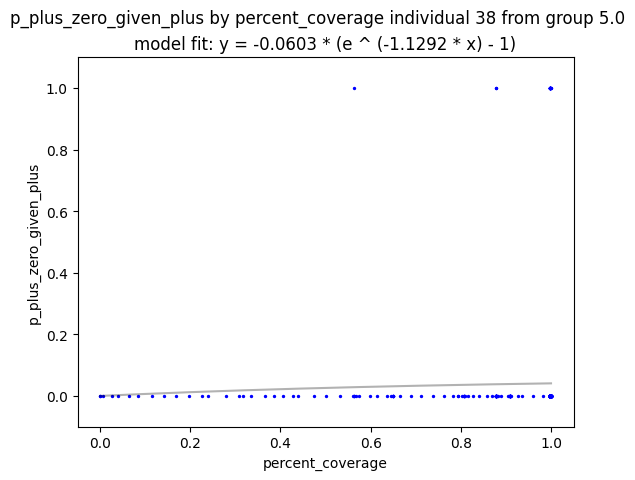 p_plus_zero_given_plus by percent_coverage individual 38 from group 5.0
model fit: y = -0.0603 * (e ^ (-1.1292 * x) - 1)
1.0
0.8
0.6
0.4
0.2
0.0
p_plus_zero_given_plus
0.0 0.2 0.4 0.6 0.8 1.0
percent_coverage